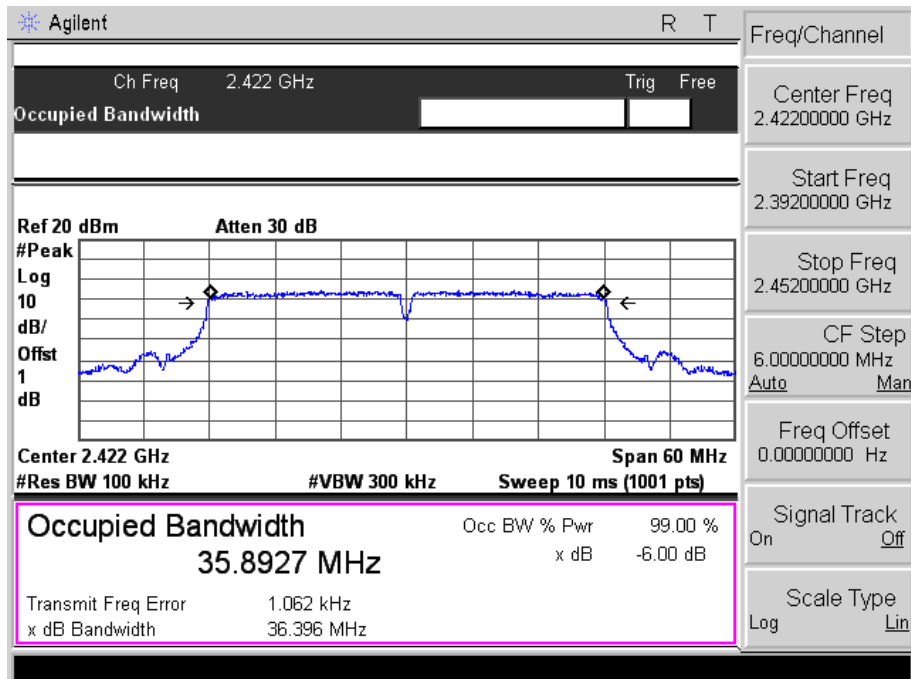 Agilent
R T
Freq/Channel
Ch Freq 2.422 GHz
Trig Free
Occupied Bandwidth
Center Freq
2.42200000 GHz
Start Freq
2.39200000 GHz
Stop Freq
2.45200000 GHz
CF Step
6.00000000 MHz
Auto Man
Freq Offset
0.00000000 Hz
Signal Track
On Off
Scale Type
Log Lin
Ref 20 dBm
Atten 30 dB
#Peak
Log
10
dB/
Offst
1
dB
Center 2.422 GHz
Span 60 MHz
#Res BW 100 kHz
#VBW 300 kHz
Sweep 10 ms (1001 pts)
Occupied Bandwidth
35.8927 MHz
Occ BW % Pwr 99.00 %
x dB -6.00 dB
Transmit Freq Error 1.062 kHz
x dB Bandwidth 36.396 MHz